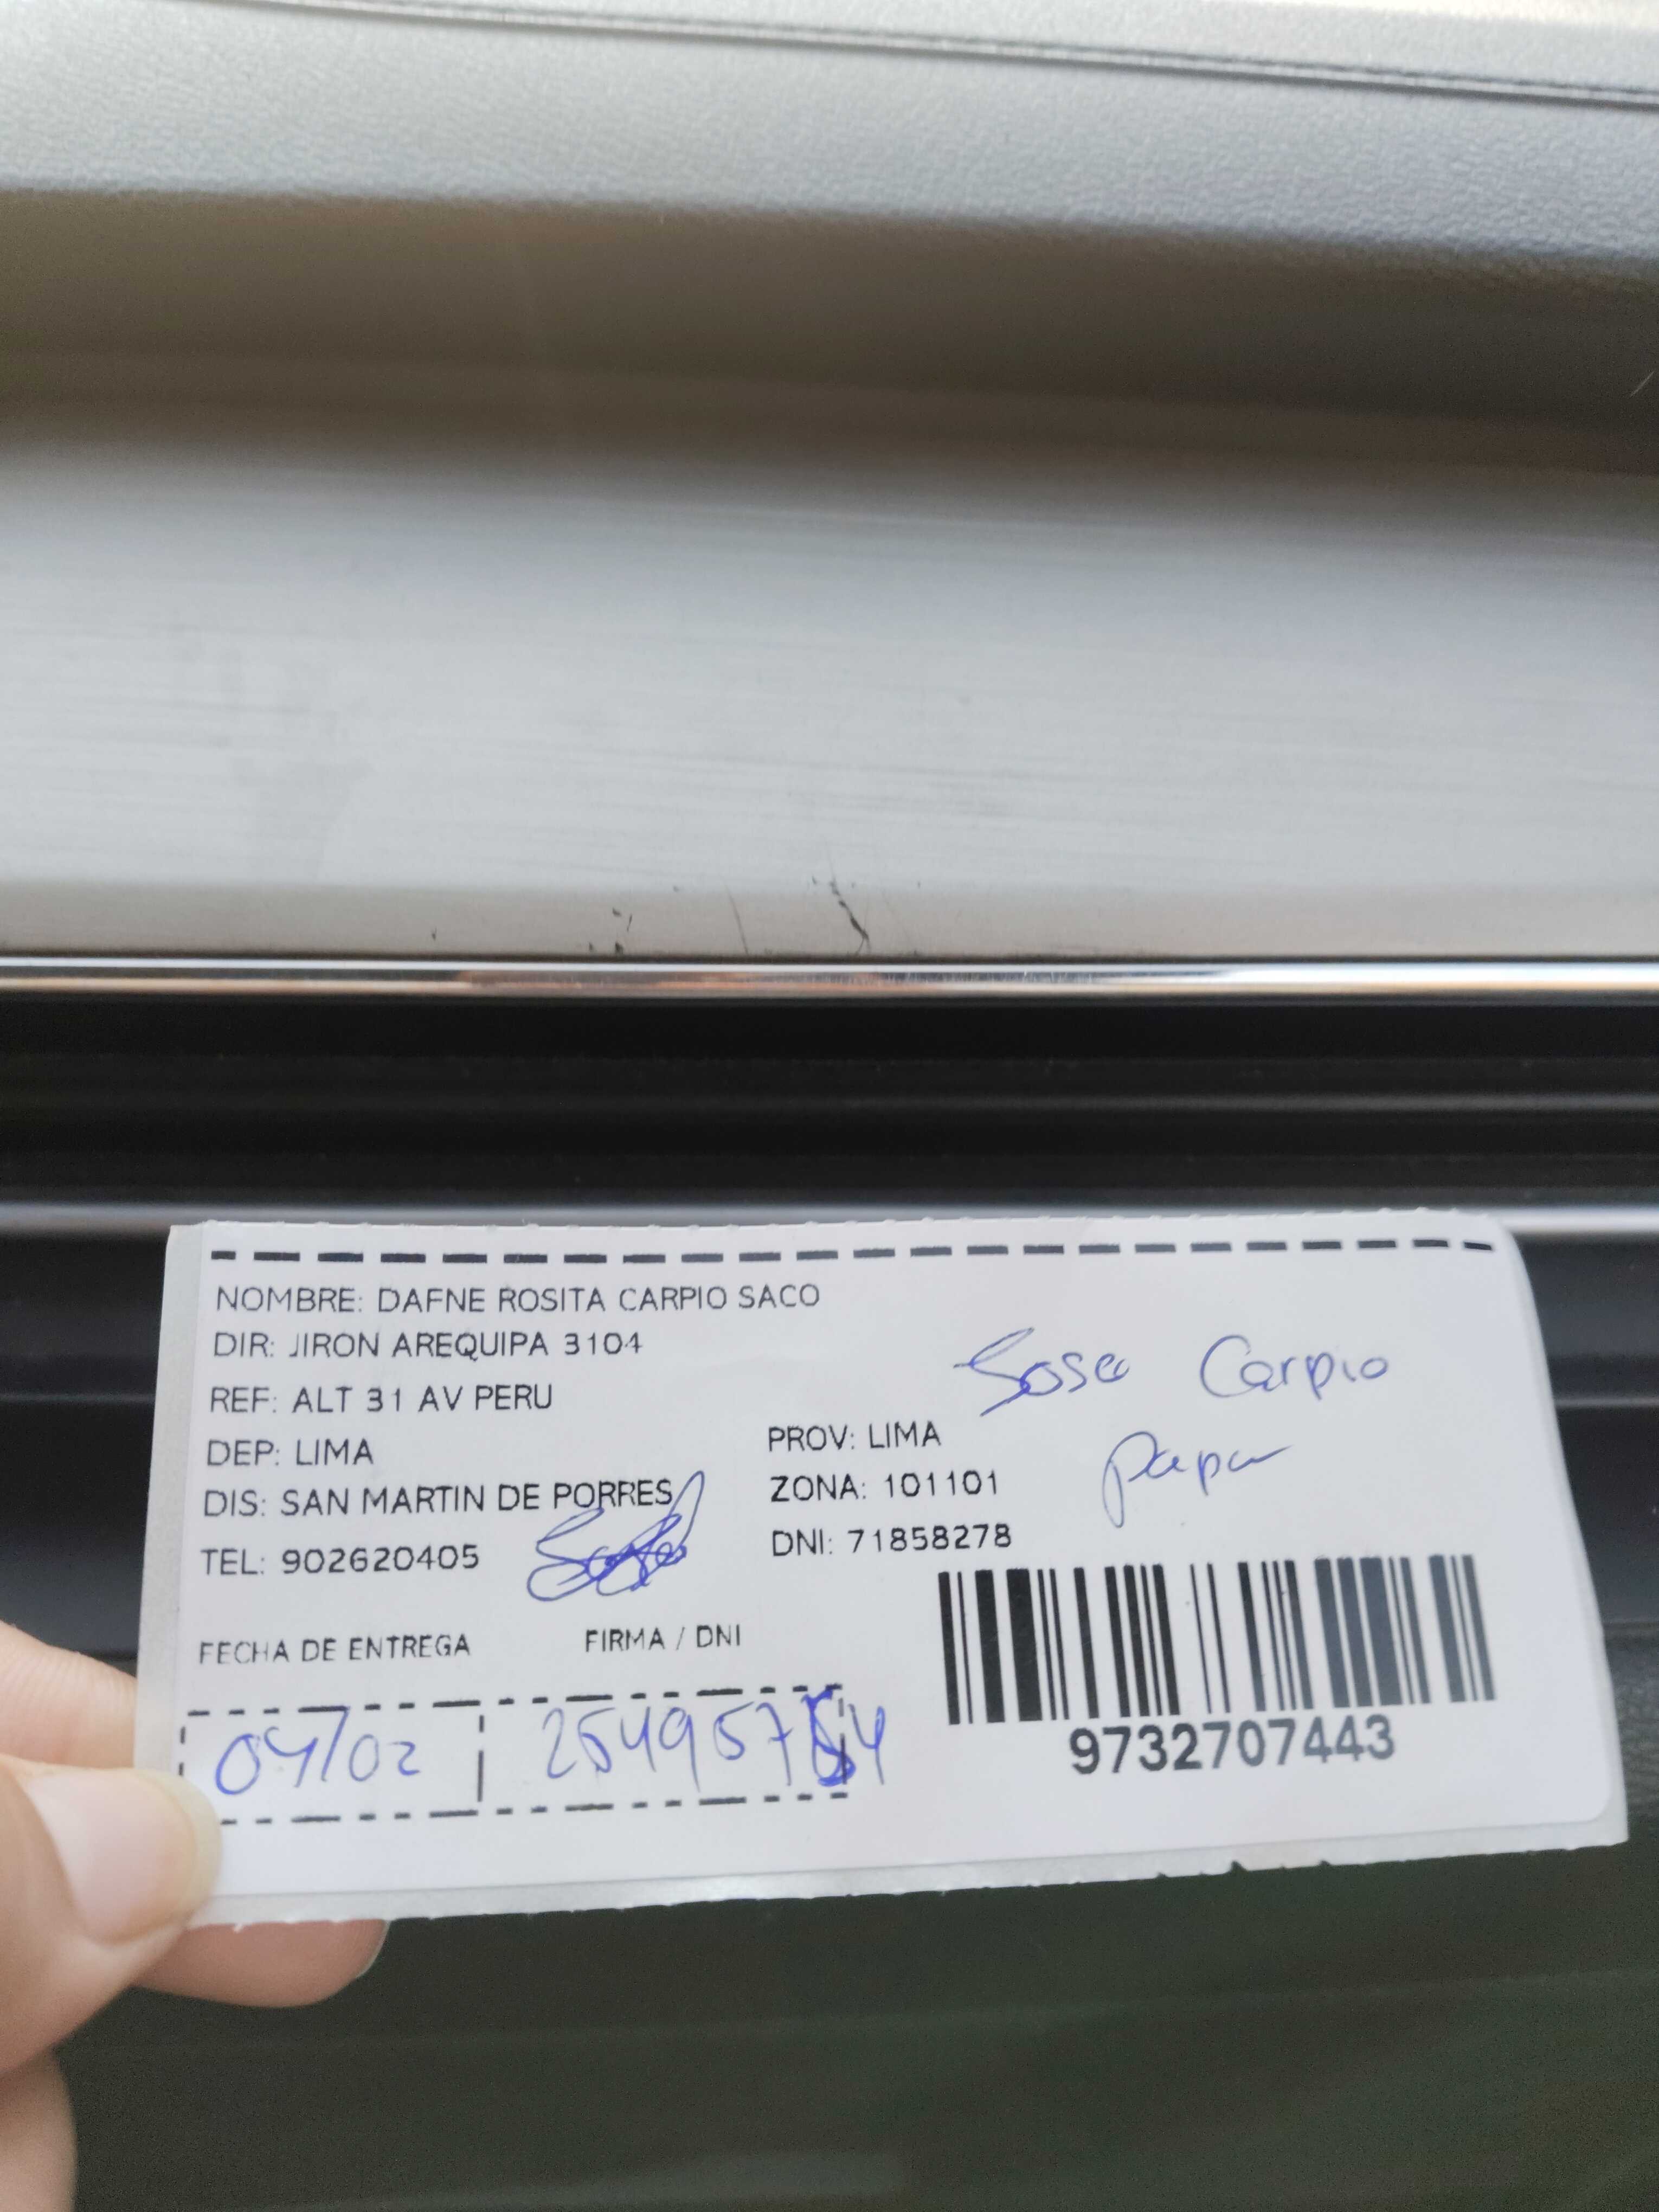 NOMBRE: DAFNE ROSITA CARPIO SACO
DIR: JIRON AREQUIPA 3104
REF: ALT 31 AV PERU
DEP: LIMA
PROV: LIMA
DIS: SAN MARTIN DE PORRES
ZONA: 101101
TEL: 902620405
DNI: 71858278
Carpio
papa
FECHA DE ENTREGA
FIRMA / DNI
04/02
9732707443